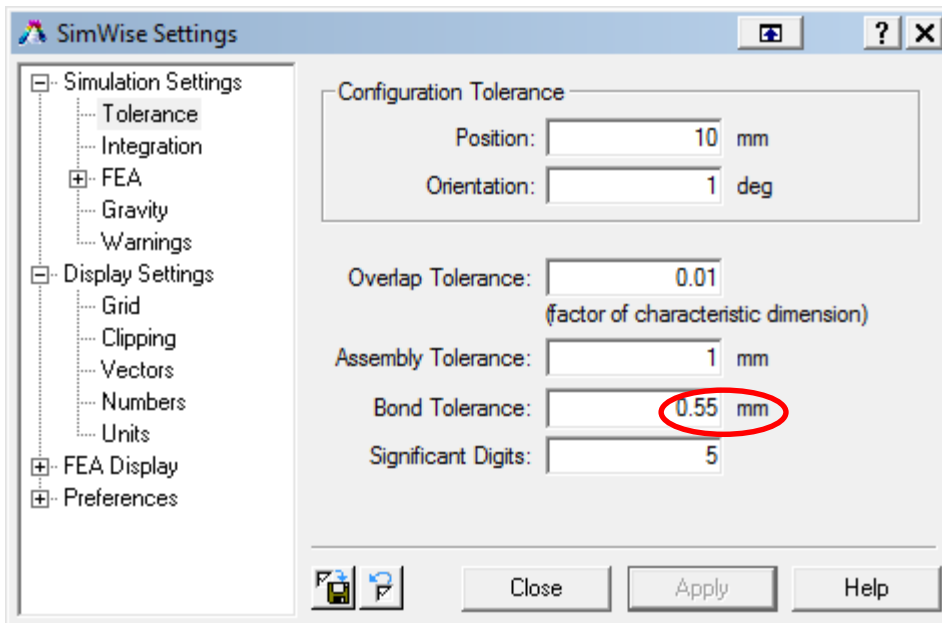 SimWise Settings
?
Simulation Settings
Tolerance
Integration
FEA
Gravity
Warnings
Display Settings
Grid
Clipping
Vectors
Numbers
Units
FEA Display
Preferences
Configuration Tolerance
Position: 10 mm
Orientation: 1 deg
Overlap Tolerance: 0.01
(factor of characteristic dimension)
Assembly Tolerance: 1 mm
Bond Tolerance: 0.55 mm
Significant Digits: 5
Close Apply Help